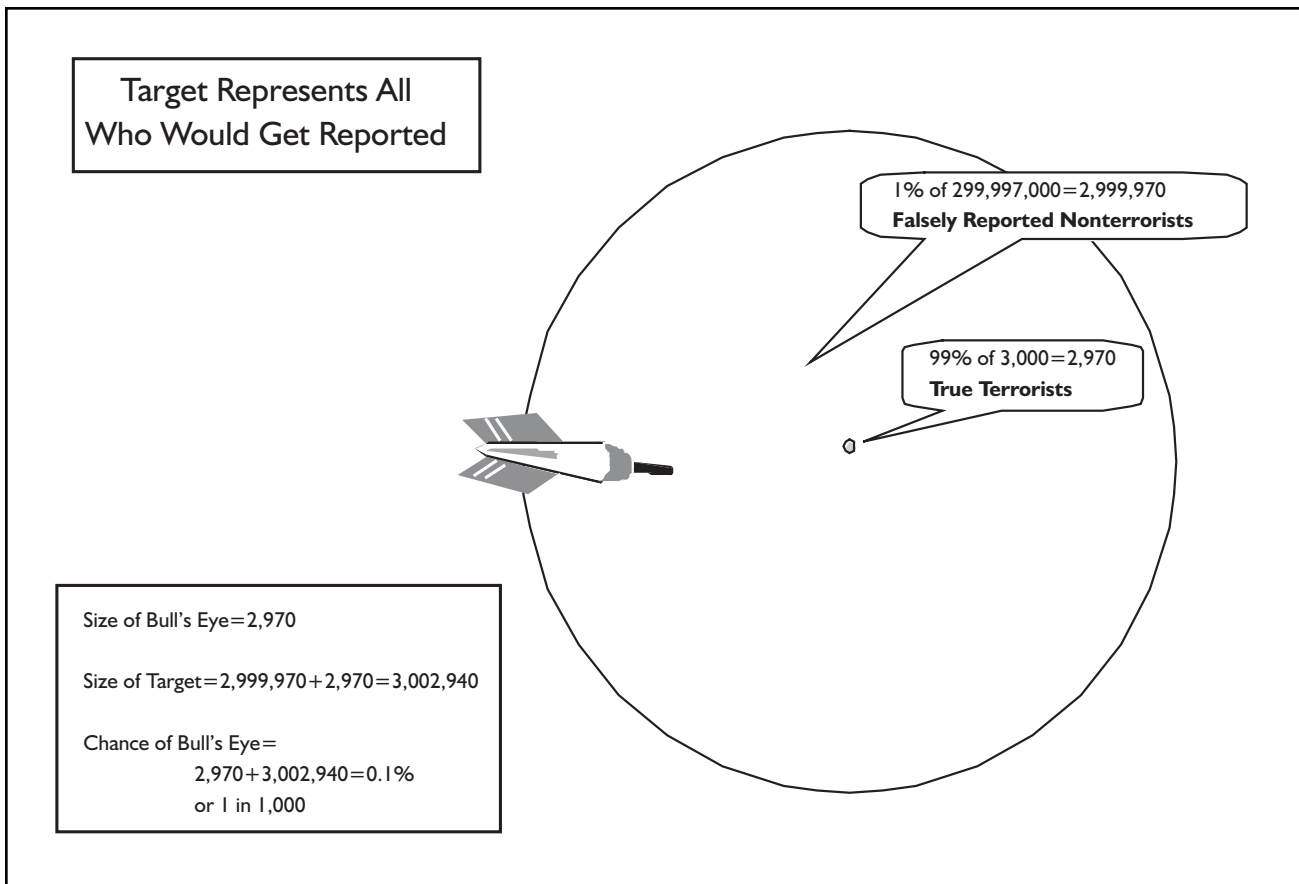 Target Represents All
Who Would Get Reported
1% of 299,997,000=2,999,970
Falsely Reported Nonterrorists
99% of 3,000=2,970
True Terrorists
Size of Bull’s Eye=2,970
Size of Target=2,999,970+2,970=3,002,940
Chance of Bull’s Eye=
2,970+3,002,940=0.1%
or 1 in 1,000